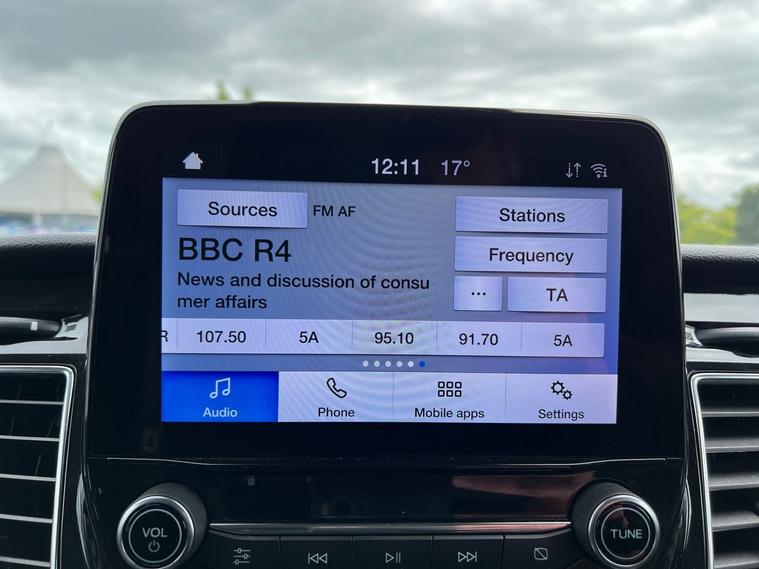 12:11 17°
Sources FM AF Stations
BBC R4
Frequency
News and discussion of consu
mer affairs
... TA
R 107.50 5A 95.10 91.70 5A
Audio Phone Mobile apps Settings
VOL TUNE